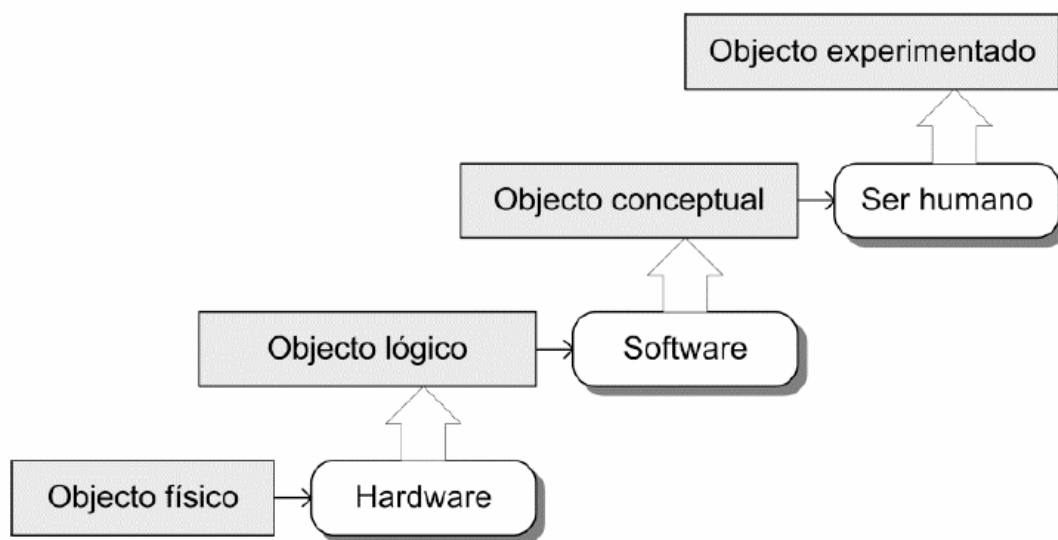 Objecto experimentado
Objecto conceptual
Ser humano
Objecto lógico
Software
Objecto físico
Hardware